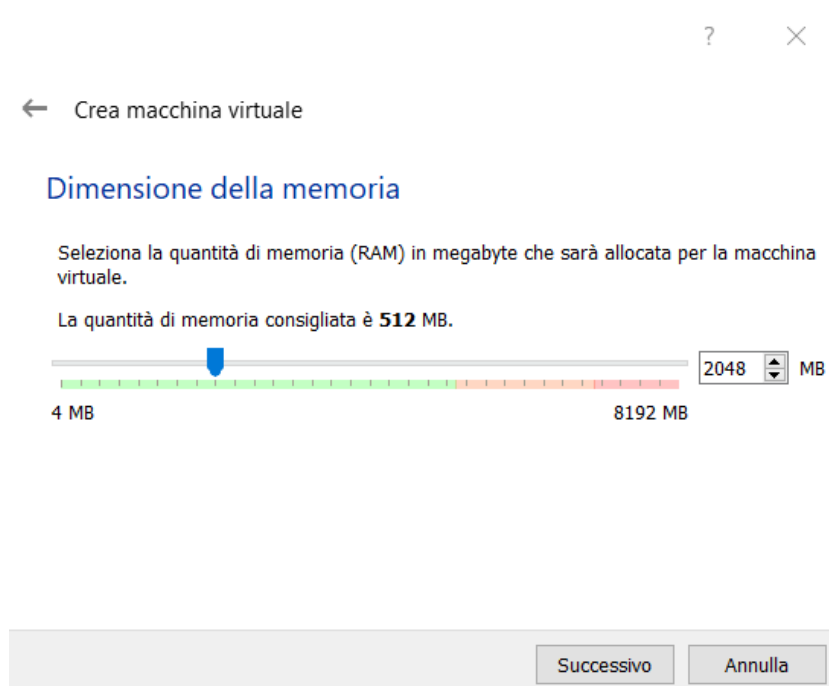 ?
Crea macchina virtuale
Dimensione della memoria
Seleziona la quantità di memoria (RAM) in megabyte che sarà allocata per la macchina
virtuale.
La quantità di memoria consigliata è 512 MB.
2048 MB
4 MB 8192 MB
Successivo Annulla